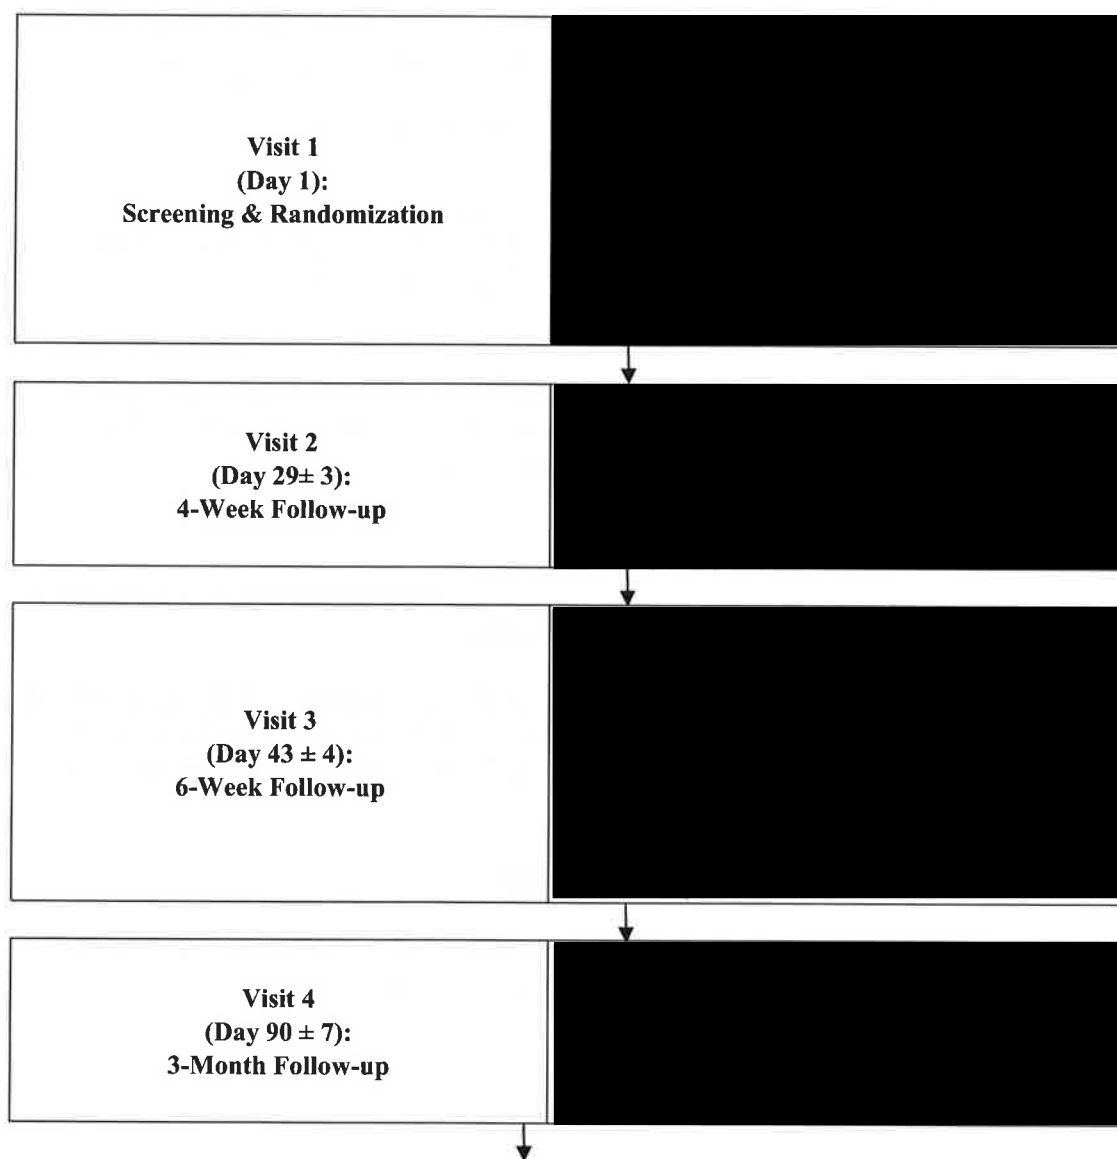 Visit 1
(Day 1):
Screening & Randomization
Visit 2
(Day 29± 3):
4-Week Follow-up
Visit 3
(Day 43 ± 4):
6-Week Follow-up
Visit 4
(Day 90 ± 7):
3-Month Follow-up